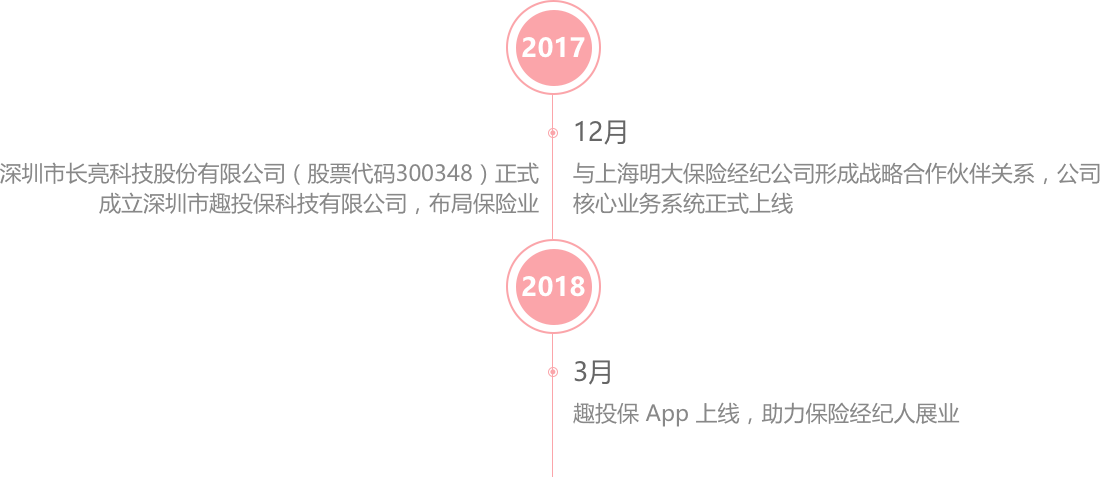 2017
深圳市长亮科技股份有限公司（股票代码300348）正式
成立深圳市趣投保科技有限公司，布局保险业
12月
与上海明大保险经纪公司形成战略合作伙伴关系，公司
核心业务系统正式上线
2018
3月
趣投保 App 上线，助力保险经纪人展业